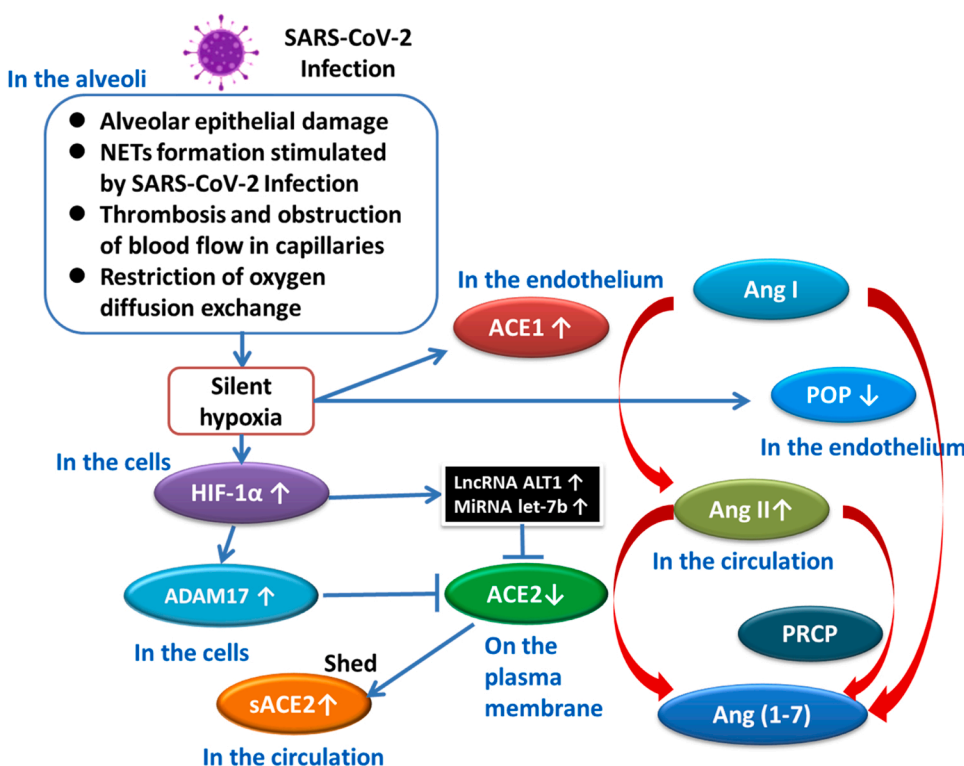 SARS-CoV-2
Infection
In the alveoli
● Alveolar epithelial damage
● NETs formation stimulated
by SARS-CoV-2 Infection
● Thrombosis and obstruction
of blood flow in capillaries
● Restriction of oxygen
diffusion exchange
In the endothelium
ACE1 ↑
Ang I
Silent
hypoxia
POP ↓
In the endothelium
In the cells
HIF-1α ↑
LncRNA ALT1 ↑
MiRNA let-7b ↑
Ang II↑
In the circulation
ADAM17 ↑
ACE2↓
In the cells
On the
plasma
membrane
PRCP
Shed
sACE2↑
Ang (1-7)
In the circulation